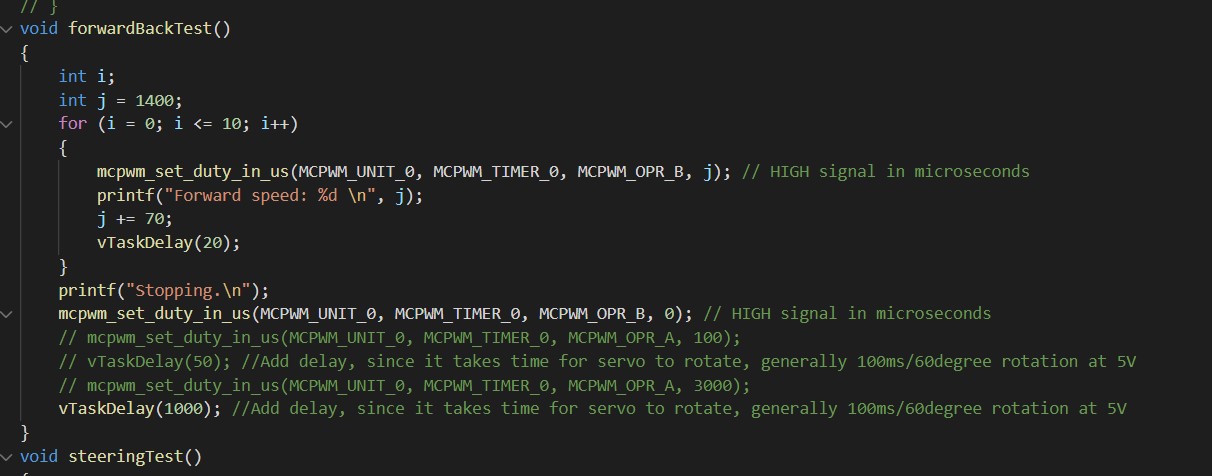 // }
void forwardBackTest()
{
    int i;
    int j = 1400;
    for (i = 0; i <= 10; i++)
    {
        mcpwm_set_duty_in_us(MCPWM_UNIT_0, MCPWM_TIMER_0, MCPWM_OPR_B, j); // HIGH signal in microseconds
        printf("Forward speed: %d \n", j);
        j += 70;
        vTaskDelay(20);
    }
    printf("Stopping.\n");
    mcpwm_set_duty_in_us(MCPWM_UNIT_0, MCPWM_TIMER_0, MCPWM_OPR_B, 0); // HIGH signal in microseconds
    // mcpwm_set_duty_in_us(MCPWM_UNIT_0, MCPWM_TIMER_0, MCPWM_OPR_A, 100);
    // vTaskDelay(50); //Add delay, since it takes time for servo to rotate, generally 100ms/60degree rotation at 5V
    // mcpwm_set_duty_in_us(MCPWM_UNIT_0, MCPWM_TIMER_0, MCPWM_OPR_A, 3000);
    vTaskDelay(1000); //Add delay, since it takes time for servo to rotate, generally 100ms/60degree rotation at 5V
}
void steeringTest()
{